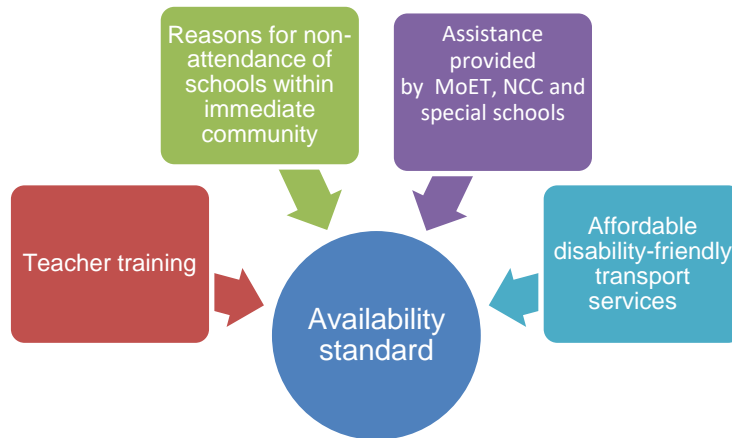 Reasons for non-
attendance of
schools within
immediate
community
Assistance
provided
by MoET, NCC and
special schools
Teacher training
Affordable
disability-friendly
transport
services
Availability
standard